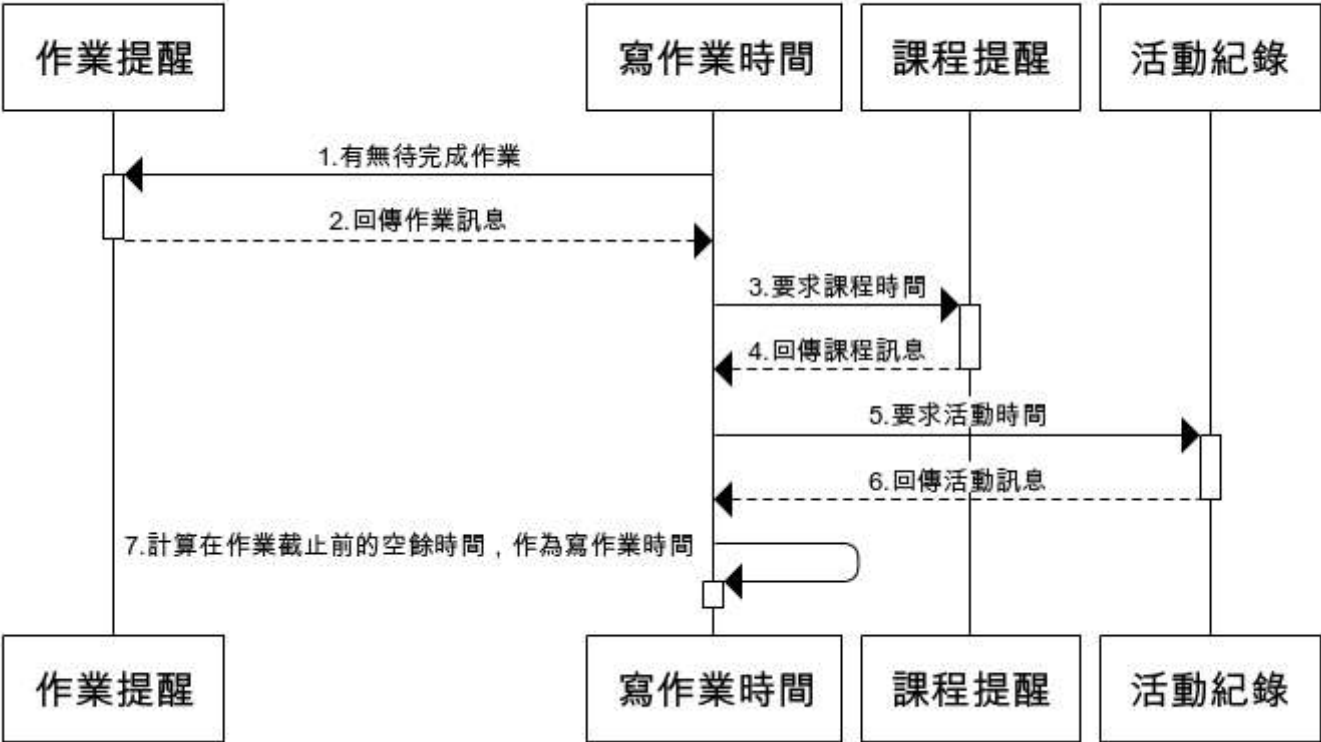 作業提醒
寫作業時間
課程提醒
活動紀錄
1.有無待完成作業
2.回傳作業訊息
3.要求課程時間
4.回傳課程訊息
5.要求活動時間
6.回傳活動訊息
7.計算在作業截止前的空餘時間，作為寫作業時間
作業提醒
寫作業時間
課程提醒
活動紀錄